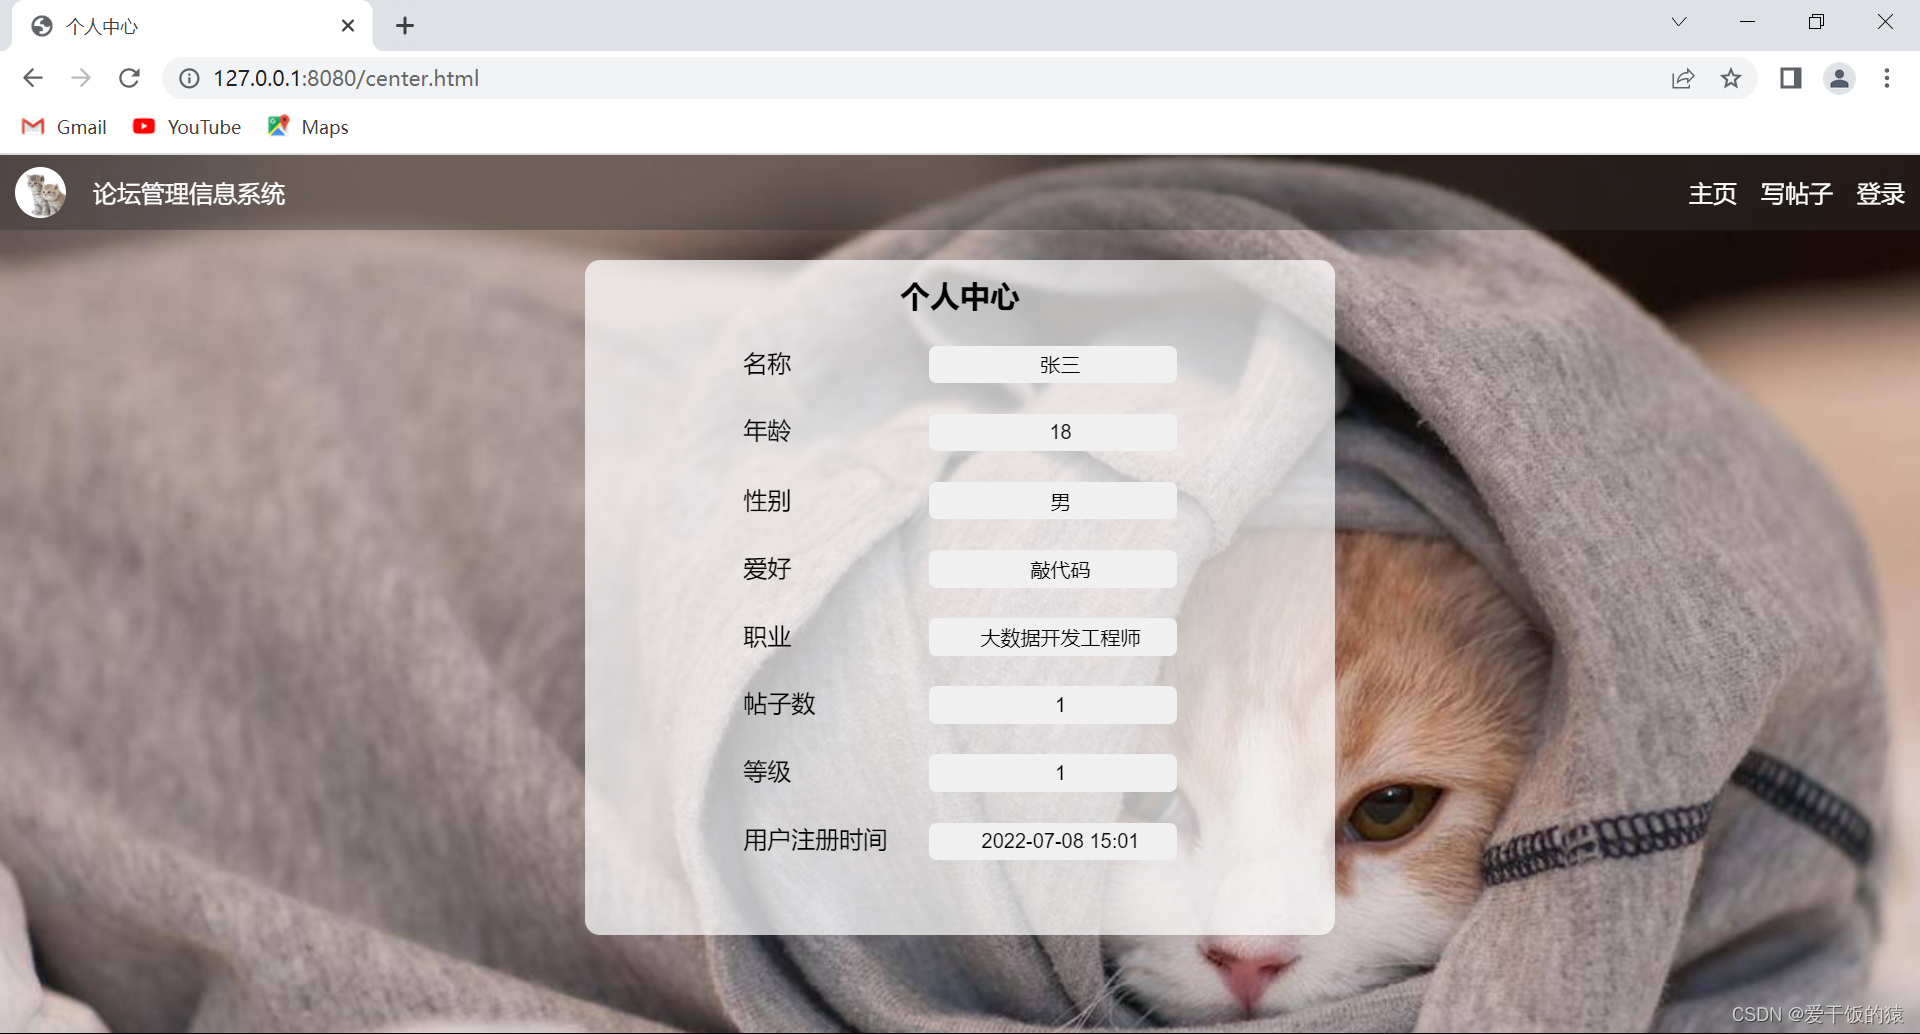 个人中心
127.0.0.1:8080/center.html
Gmail YouTube Maps
论坛管理信息系统 主页 写帖子 登录
个人中心
名称 张三
年龄 18
性别 男
爱好 敲代码
职业 大数据开发工程师
帖子数 1
等级 1
用户注册时间 2022-07-08 15:01
CSDN @爱干饭的猿